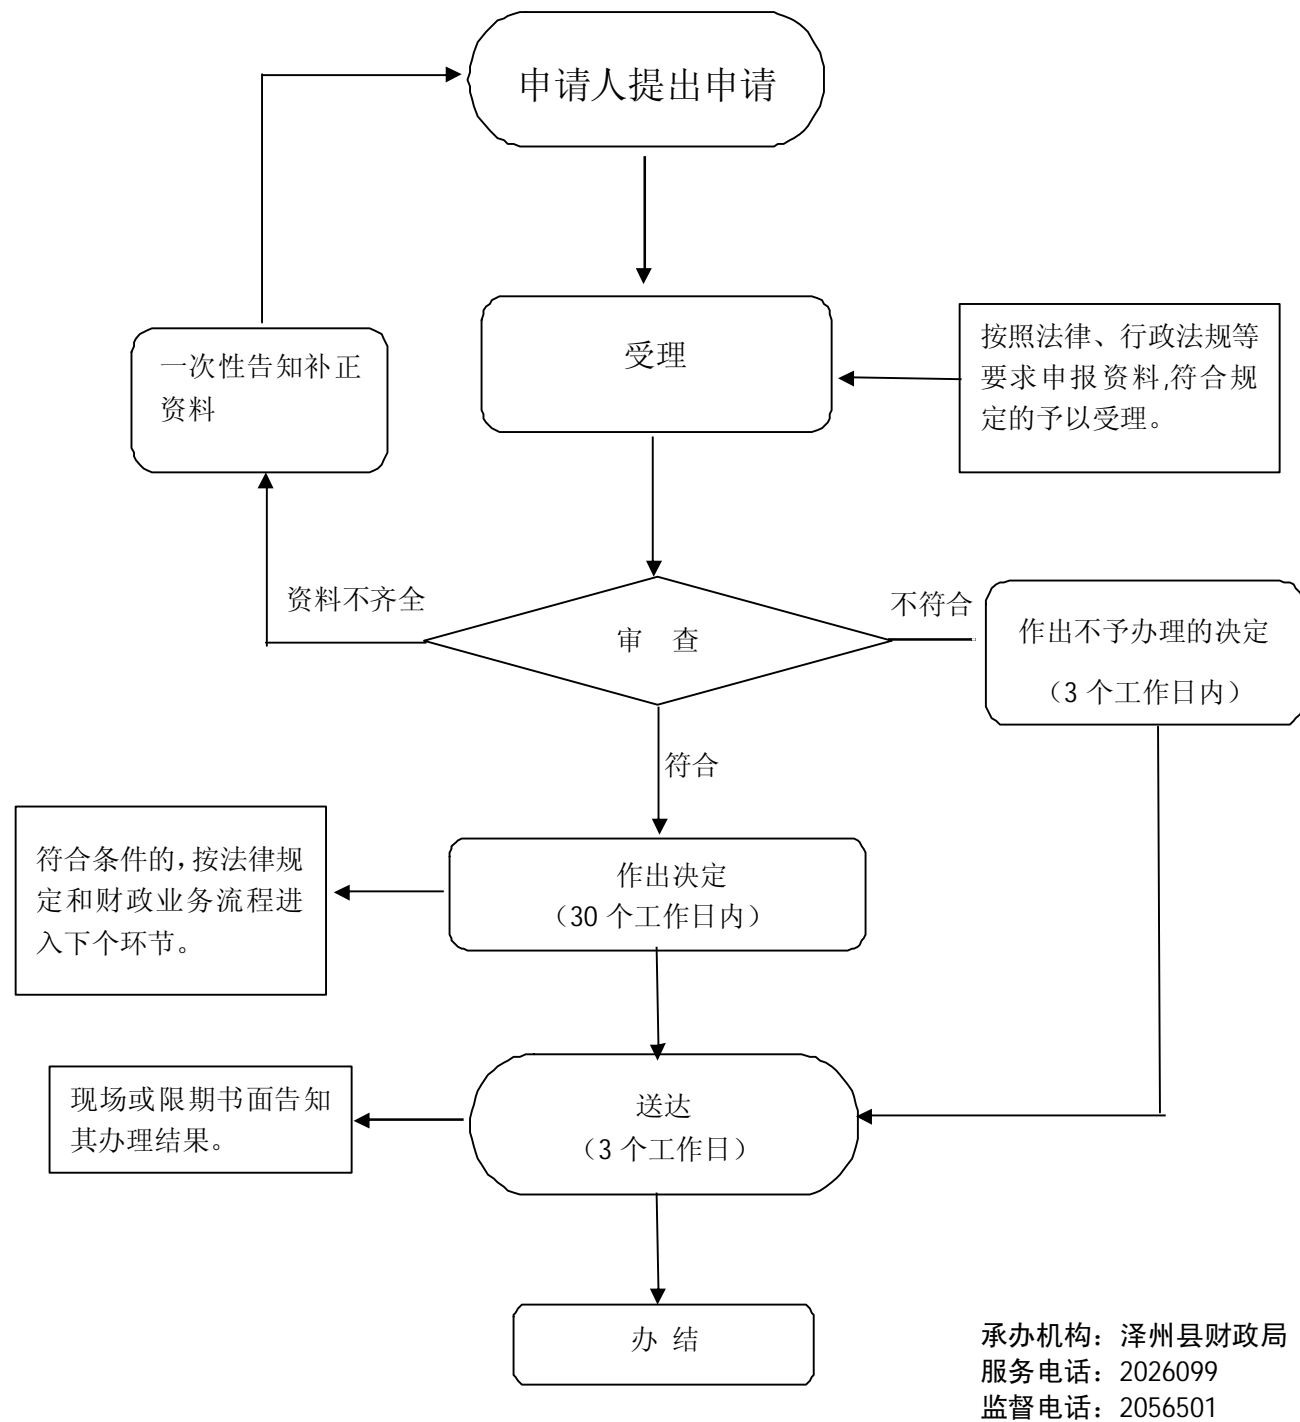 申请人提出申请
受理
按照法律、行政法规等
要求申报资料,符合规
定的予以受理。
一次性告知补正
资料
资料不齐全
不符合
审 查
作出不予办理的决定
（3 个工作日内）
符合
符合条件的，按法律规
定和财政业务流程进
入下个环节。
作出决定
（30 个工作日内）
现场或限期书面告知
其办理结果。
送达
（3 个工作日）
办 结
承办机构：泽州县财政局
服务电话：2026099
监督电话：2056501